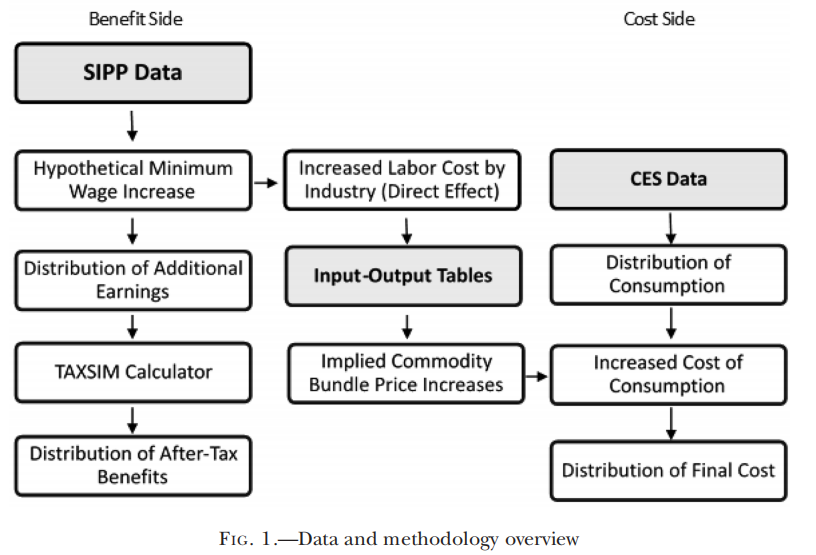 Benefit Side
Cost Side
SIPP Data
Hypothetical Minimum
Wage Increase
Increased Labor Cost by
Industry (Direct Effect)
CES Data
Distribution of Additional
Earnings
Input-Output Tables
Distribution of
Consumption
TAXSIM Calculator
Implied Commodity
Bundle Price Increases
Increased Cost of
Consumption
Distribution of After-Tax
Benefits
Distribution of Final Cost
FIG. 1.—Data and methodology overview